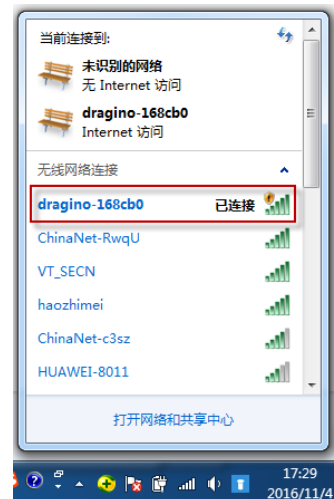 当前连接到:
未识别的网络
无 Internet 访问
dragino-168cb0
Internet 访问
无线网络连接
dragino-168cb0 已连接
ChinaNet-RwqU
VT_SECN
haozhimei
ChinaNet-c3sz
HUAWEI-8011
打开网络和共享中心
17:29
2016/11/4